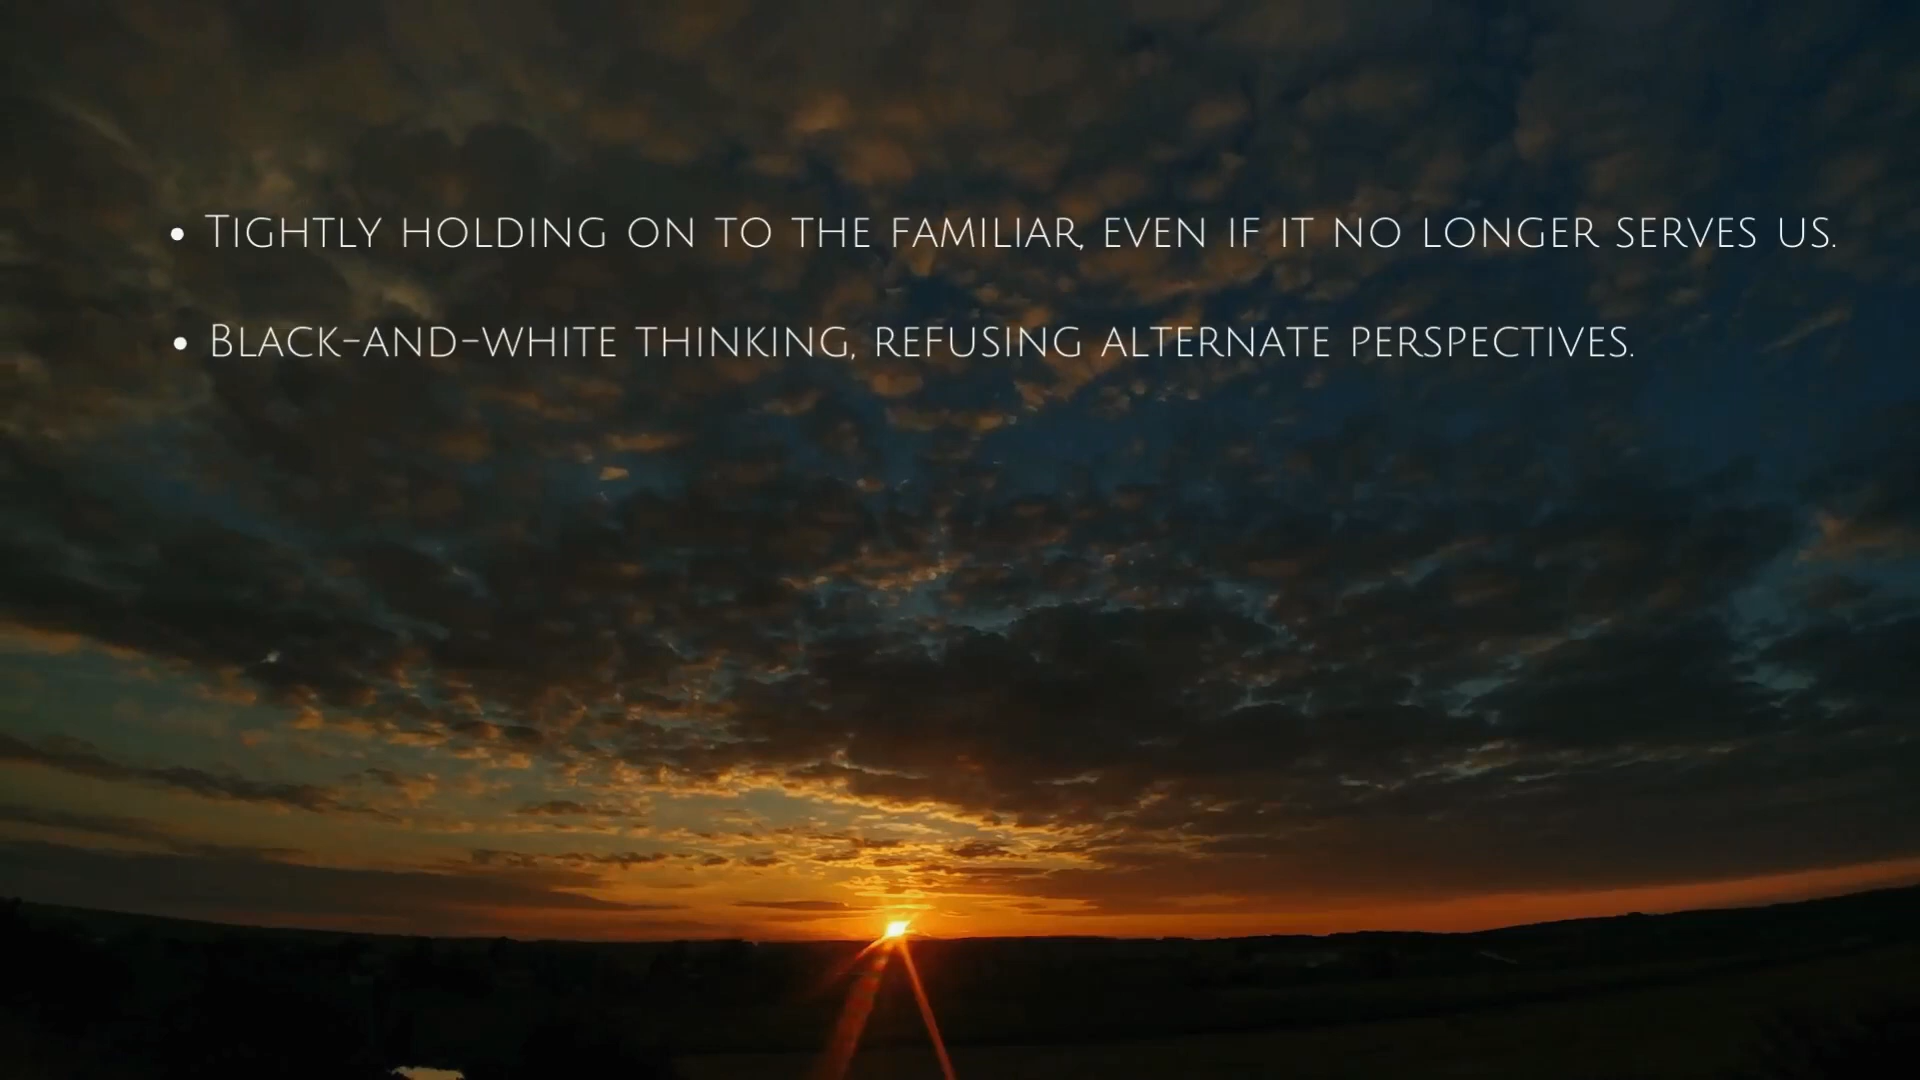 • Tightly holding on to the familiar, even if it no longer serves us.
• Black-and-white thinking, refusing alternate perspectives.